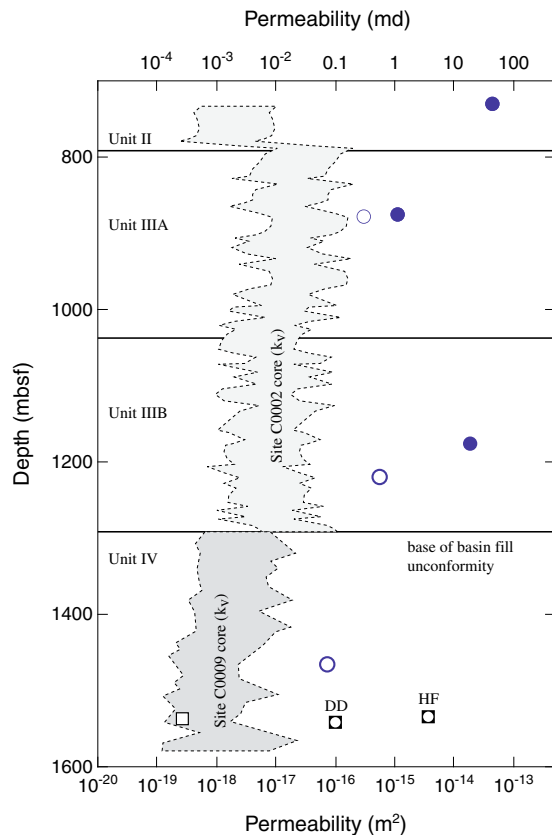 Permeability (md)
10⁻⁴ 10⁻³ 10⁻² 0.1 1 10 100
Unit II
800
Unit IIIA
1000
Site C0002 core (kᵥ)
Depth (mbsf)
Unit IIIB
1200
base of basin fill
unconformity
Unit IV
1400
Site C0009 core (kᵥ)
DD HF
1600
10⁻²⁰ 10⁻¹⁹ 10⁻¹⁸ 10⁻¹⁷ 10⁻¹⁶ 10⁻¹⁵ 10⁻¹⁴ 10⁻¹³
Permeability (m²)